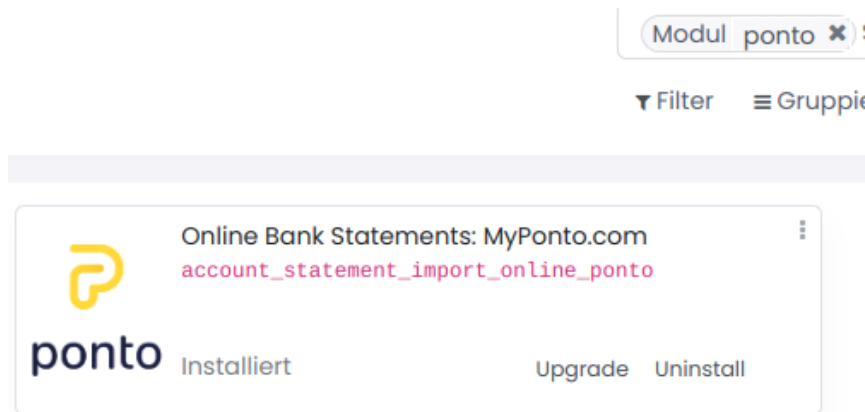 Modul ponto ✖
Filter Gruppie
Online Bank Statements: MyPonto.com
account_statement_import_online_ponto
ponto
Installiert Upgrade Uninstall